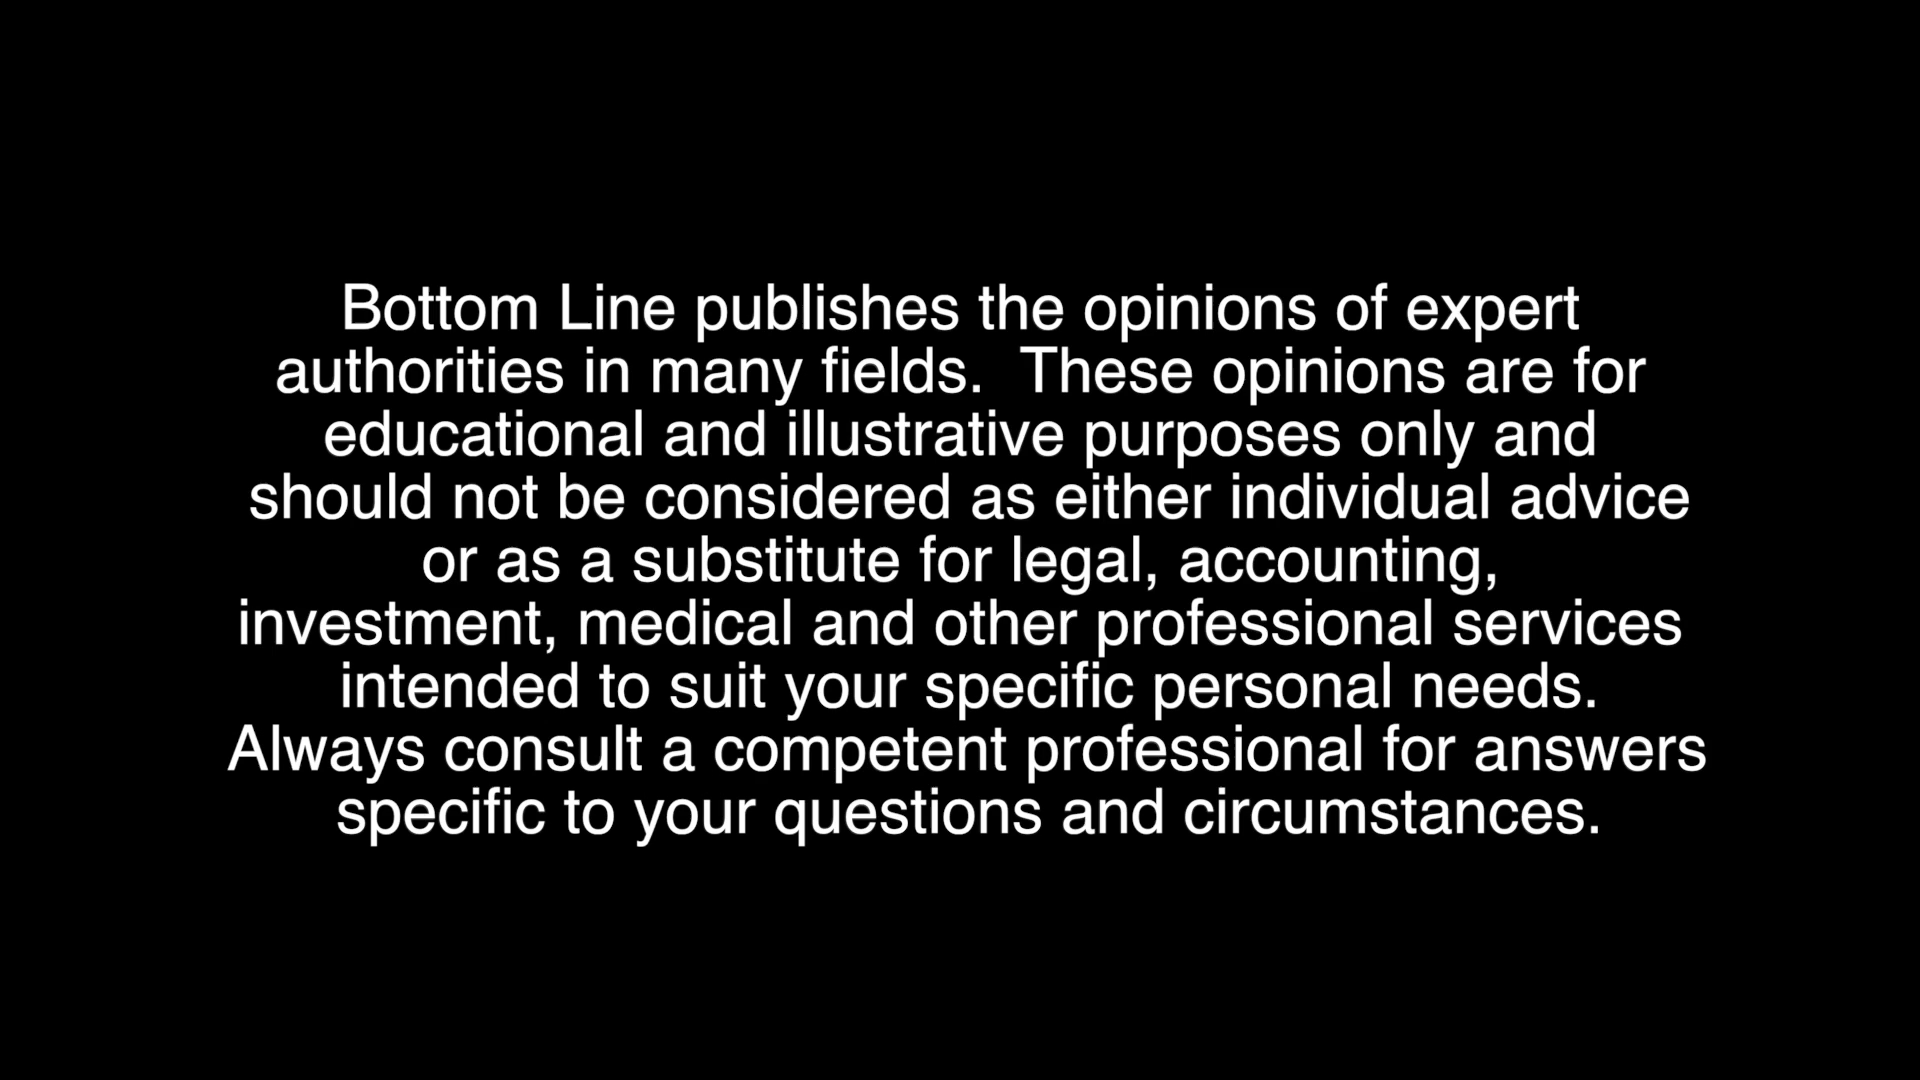 Bottom Line publishes the opinions of expert
authorities in many fields.  These opinions are for
educational and illustrative purposes only and
should not be considered as either individual advice
or as a substitute for legal, accounting,
investment, medical and other professional services
intended to suit your specific personal needs.
Always consult a competent professional for answers
specific to your questions and circumstances.